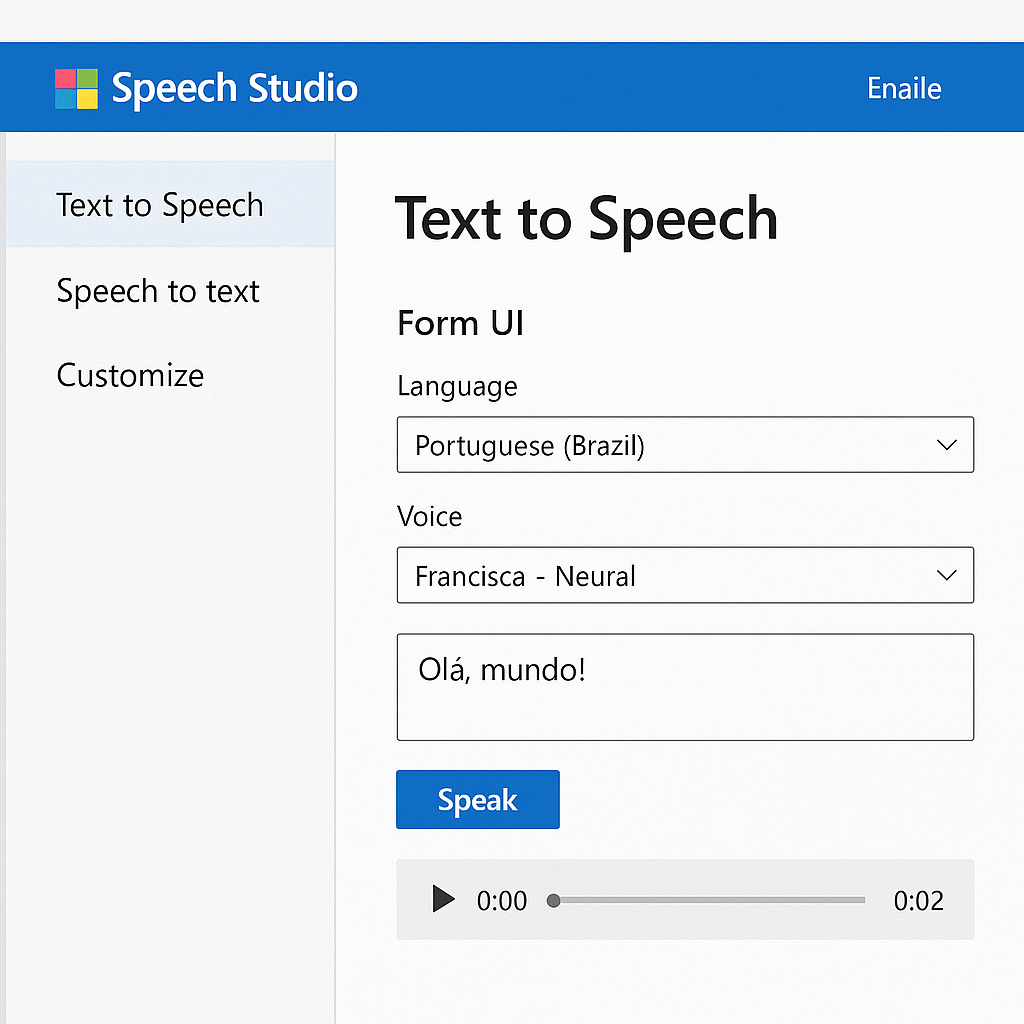 Speech Studio
Enaile
Text to Speech
Speech to text
Customize
Text to Speech
Form UI
Language
Portuguese (Brazil)
Voice
Francisca - Neural
Olá, mundo!
Speak
0:00
0:02